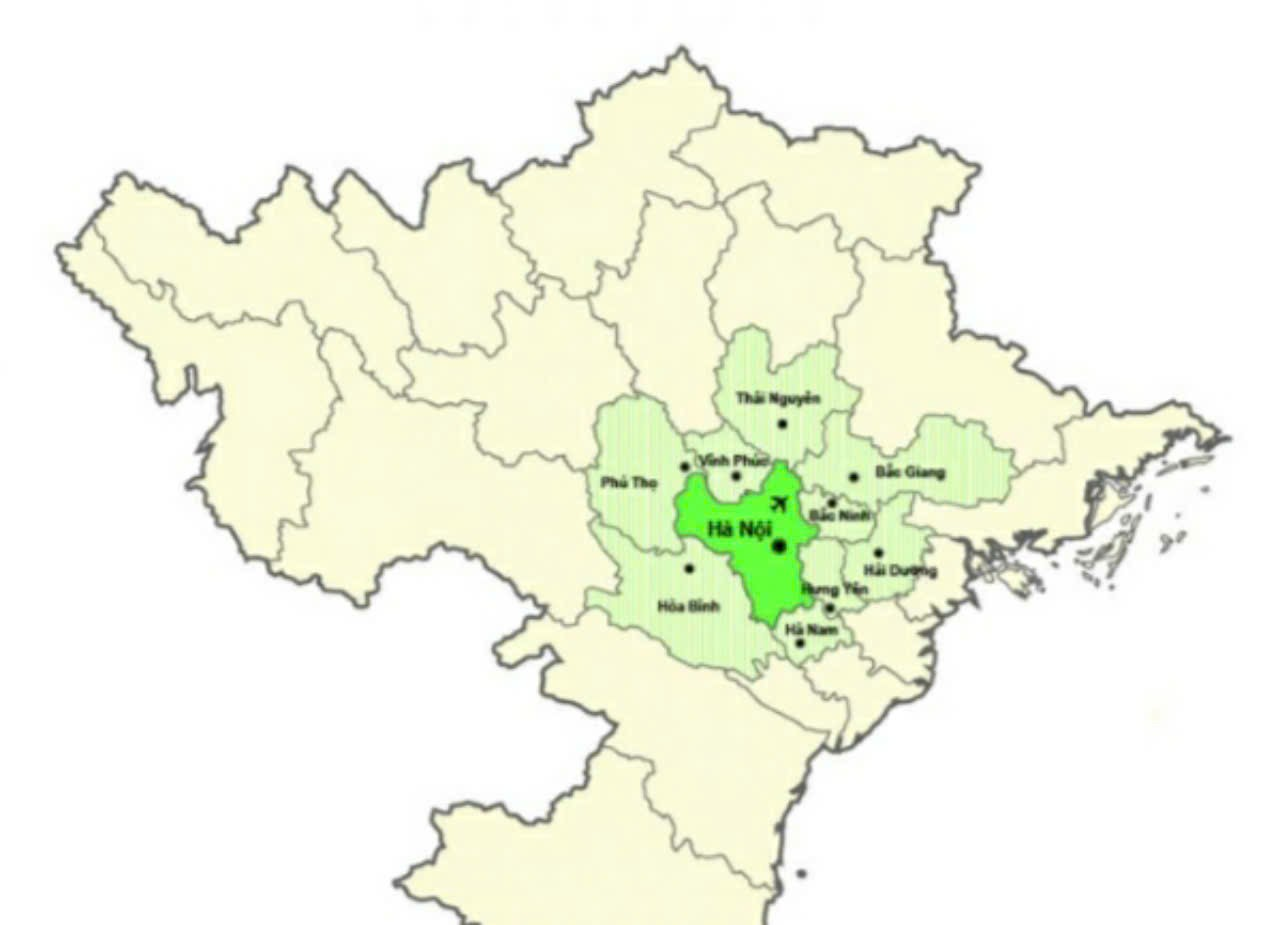 Thái Nguyên
Vĩnh Phúc
Bắc Giang
Phú Thọ
Bắc Ninh
Hà Nội
Hải Dương
Hưng Yên
Hòa Bình
Hà Nam